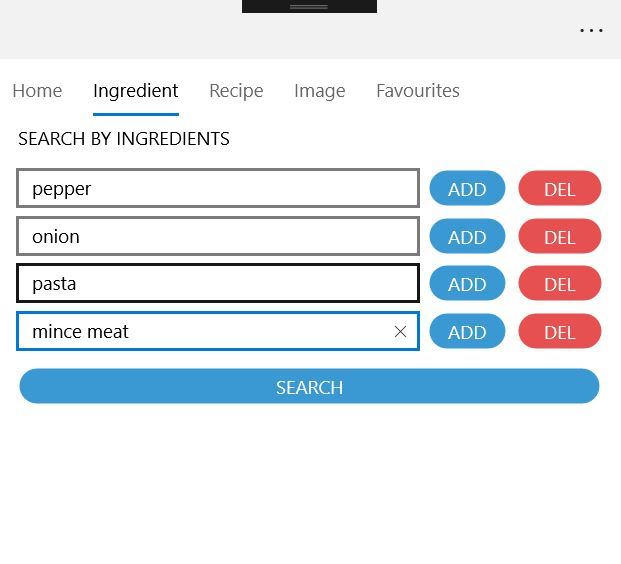 ...
Home Ingredient Recipe Image Favourites
SEARCH BY INGREDIENTS
pepper ADD DEL
onion ADD DEL
pasta ADD DEL
mince meat ADD DEL
SEARCH